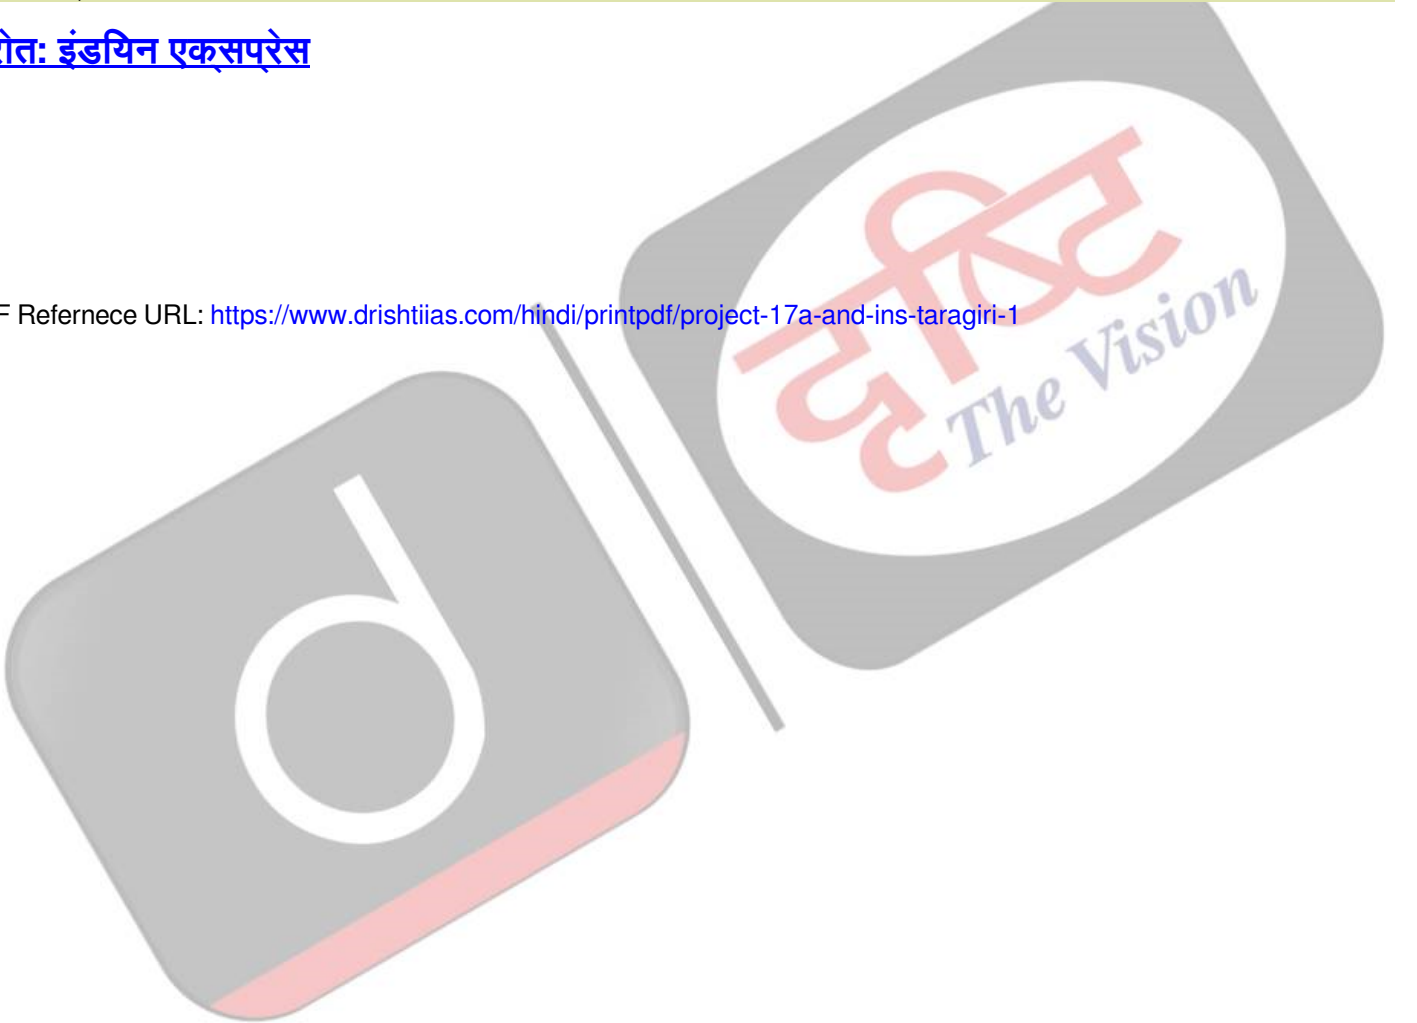 रोत: इंडियन एक्सप्रेस
F Refernece URL: https://www.drishtiias.com/hindi/printpdf/project-17a-and-ins-taragiri-1
दृष्टि
The Vision
d